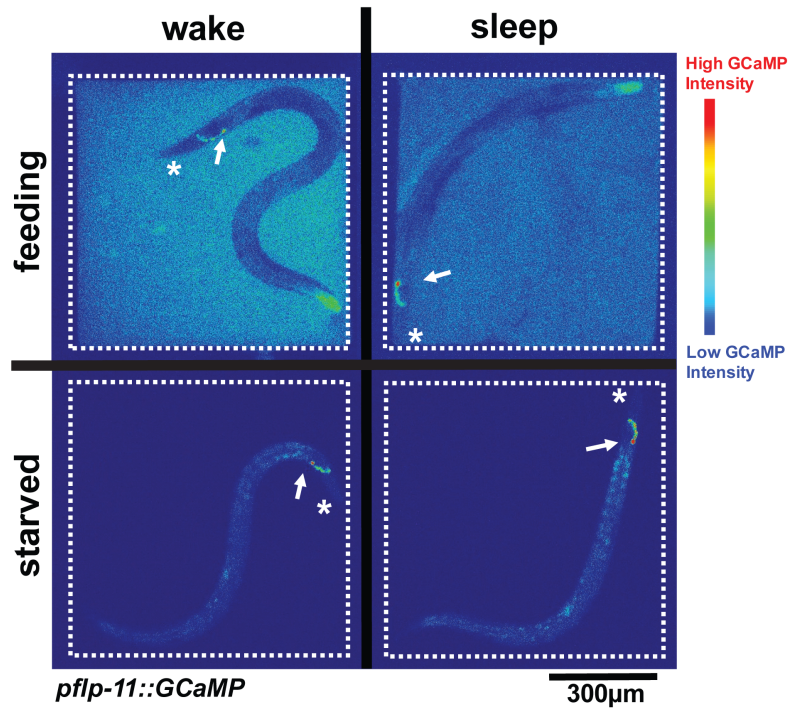 wake
sleep
High GCaMP
Intensity
feeding
*
*
Low GCaMP
Intensity
starved
*
*
pflp-11::GCaMP
300µm